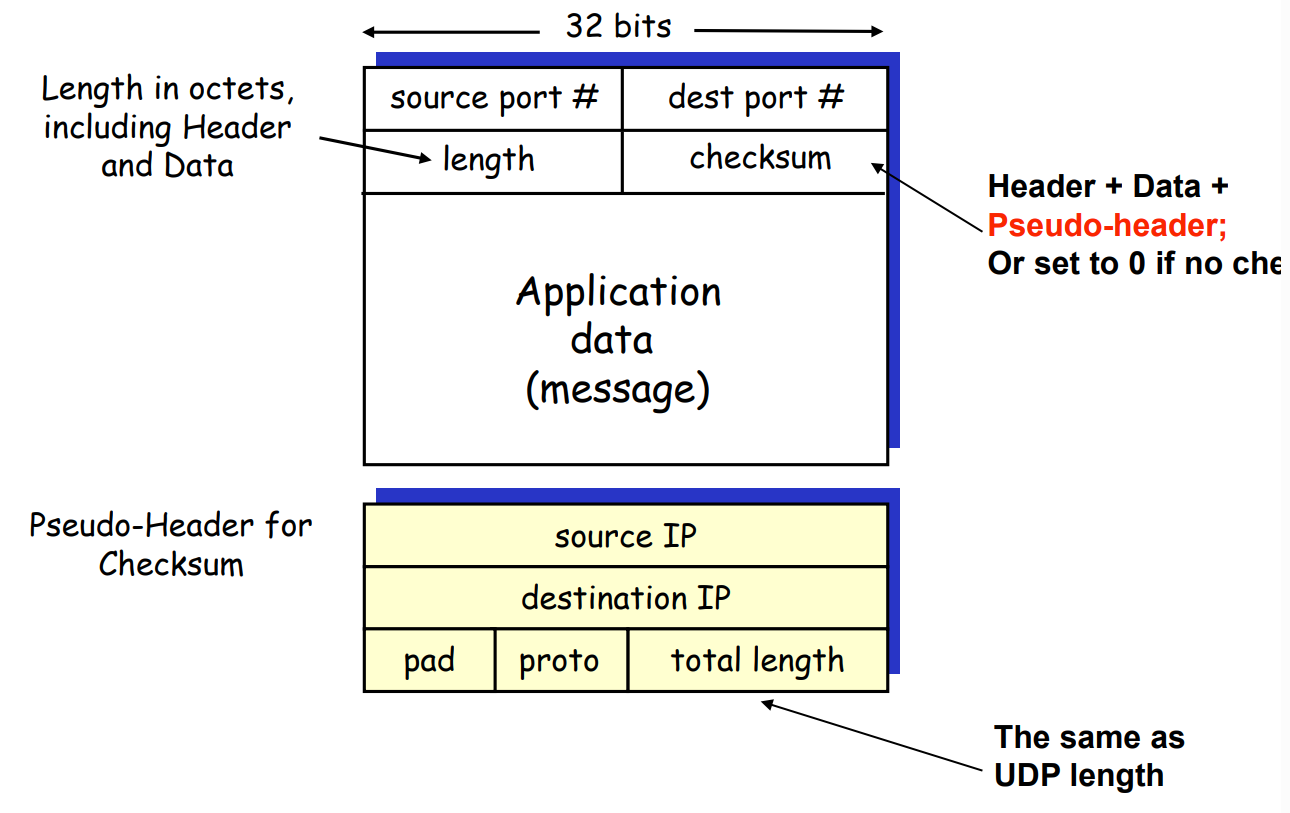 32 bits
Length in octets,
including Header
and Data
source port #
dest port #
length
checksum
Header + Data +
Pseudo-header;
Or set to 0 if no
Application
data
(message)
Pseudo-Header for
Checksum
source IP
destination IP
pad
proto
total length
The same as
UDP length